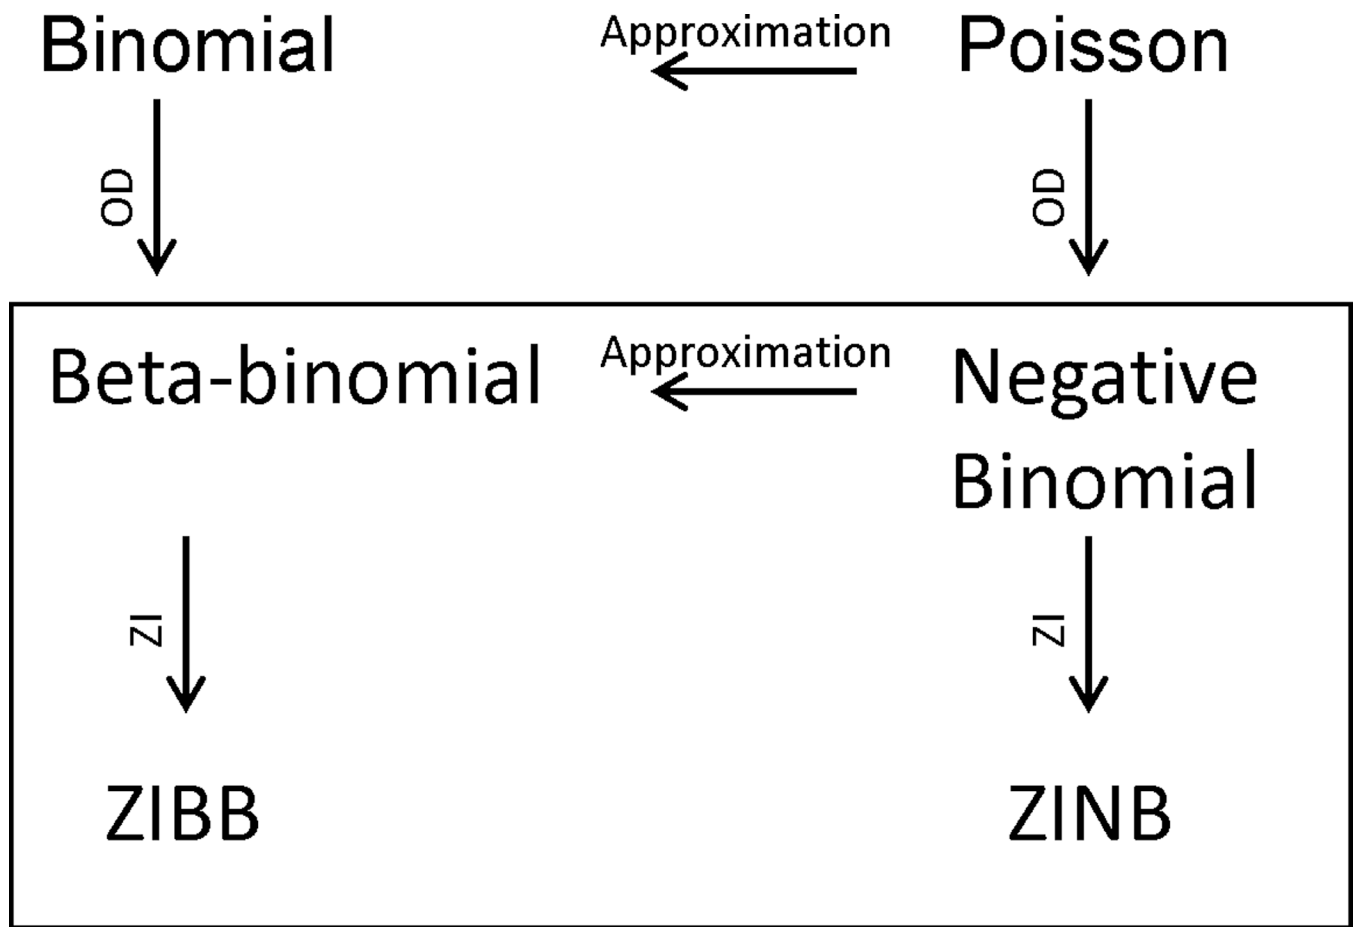 Binomial
Approximation
Poisson
OD
OD
Beta-binomial
Approximation
Negative
Binomial
ZI
ZI
ZIBB
ZINB